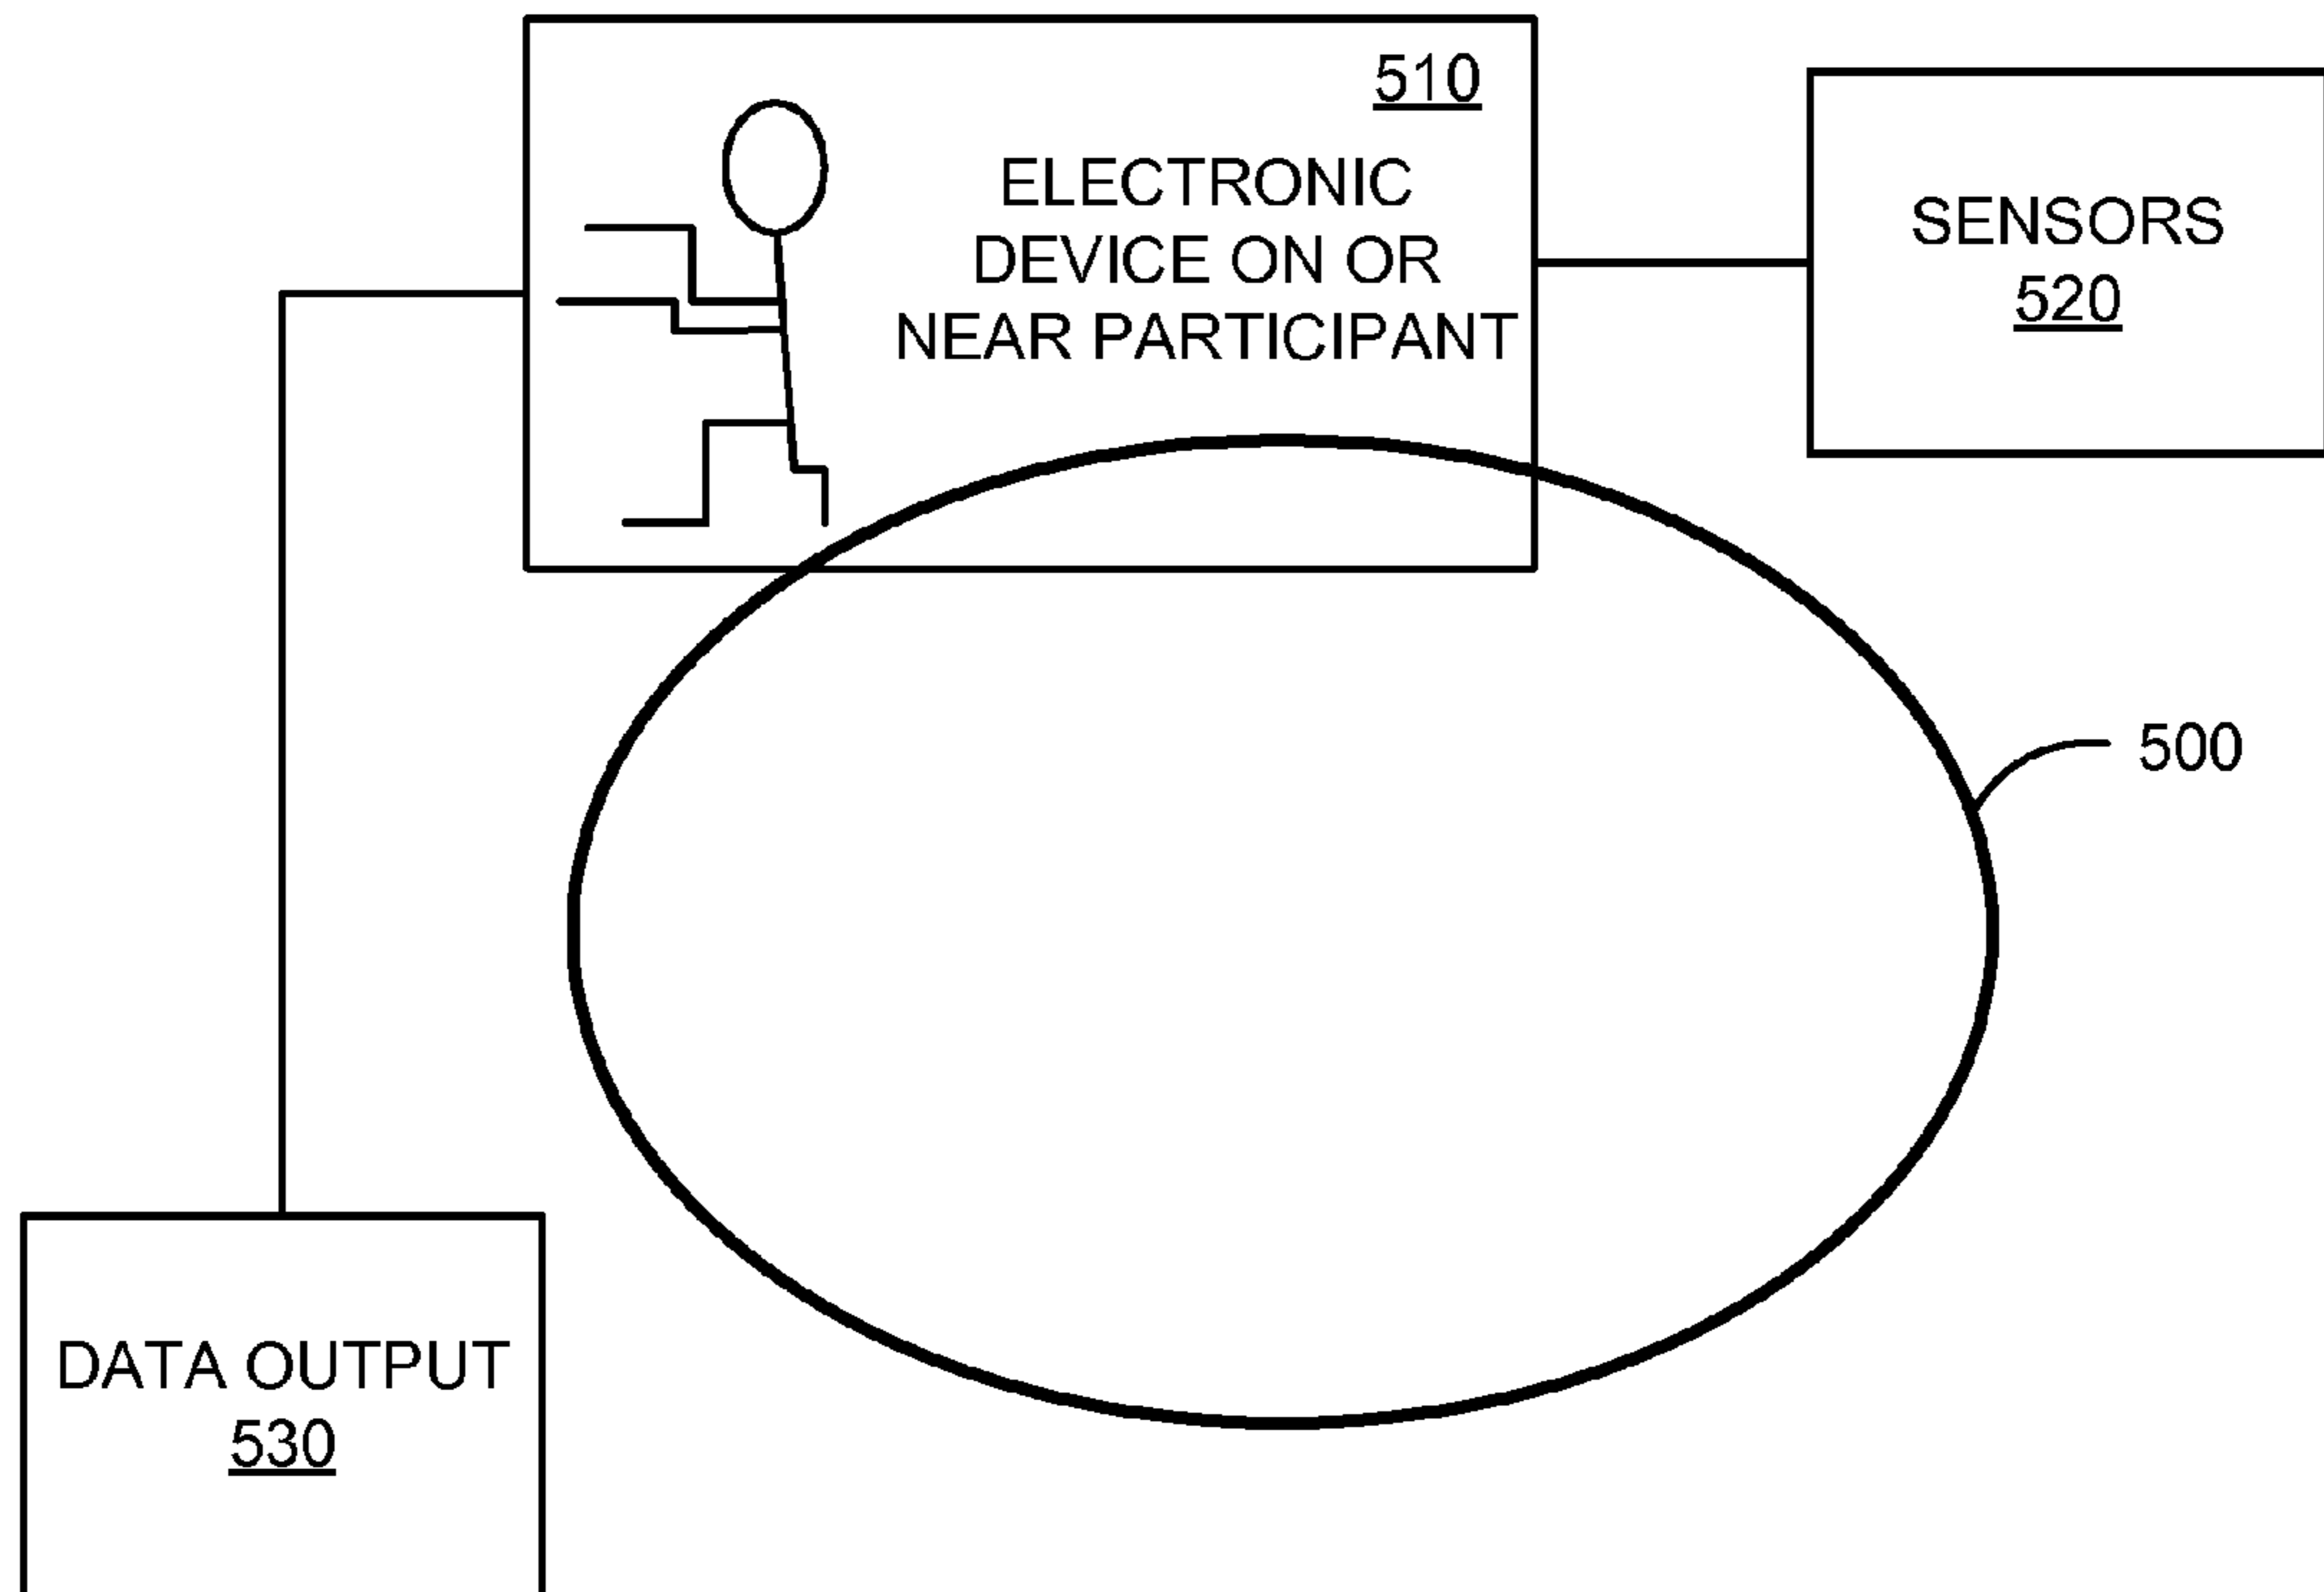 510
ELECTRONIC
DEVICE ON OR
NEAR PARTICIPANT
SENSORS
520
500
DATA OUTPUT
530